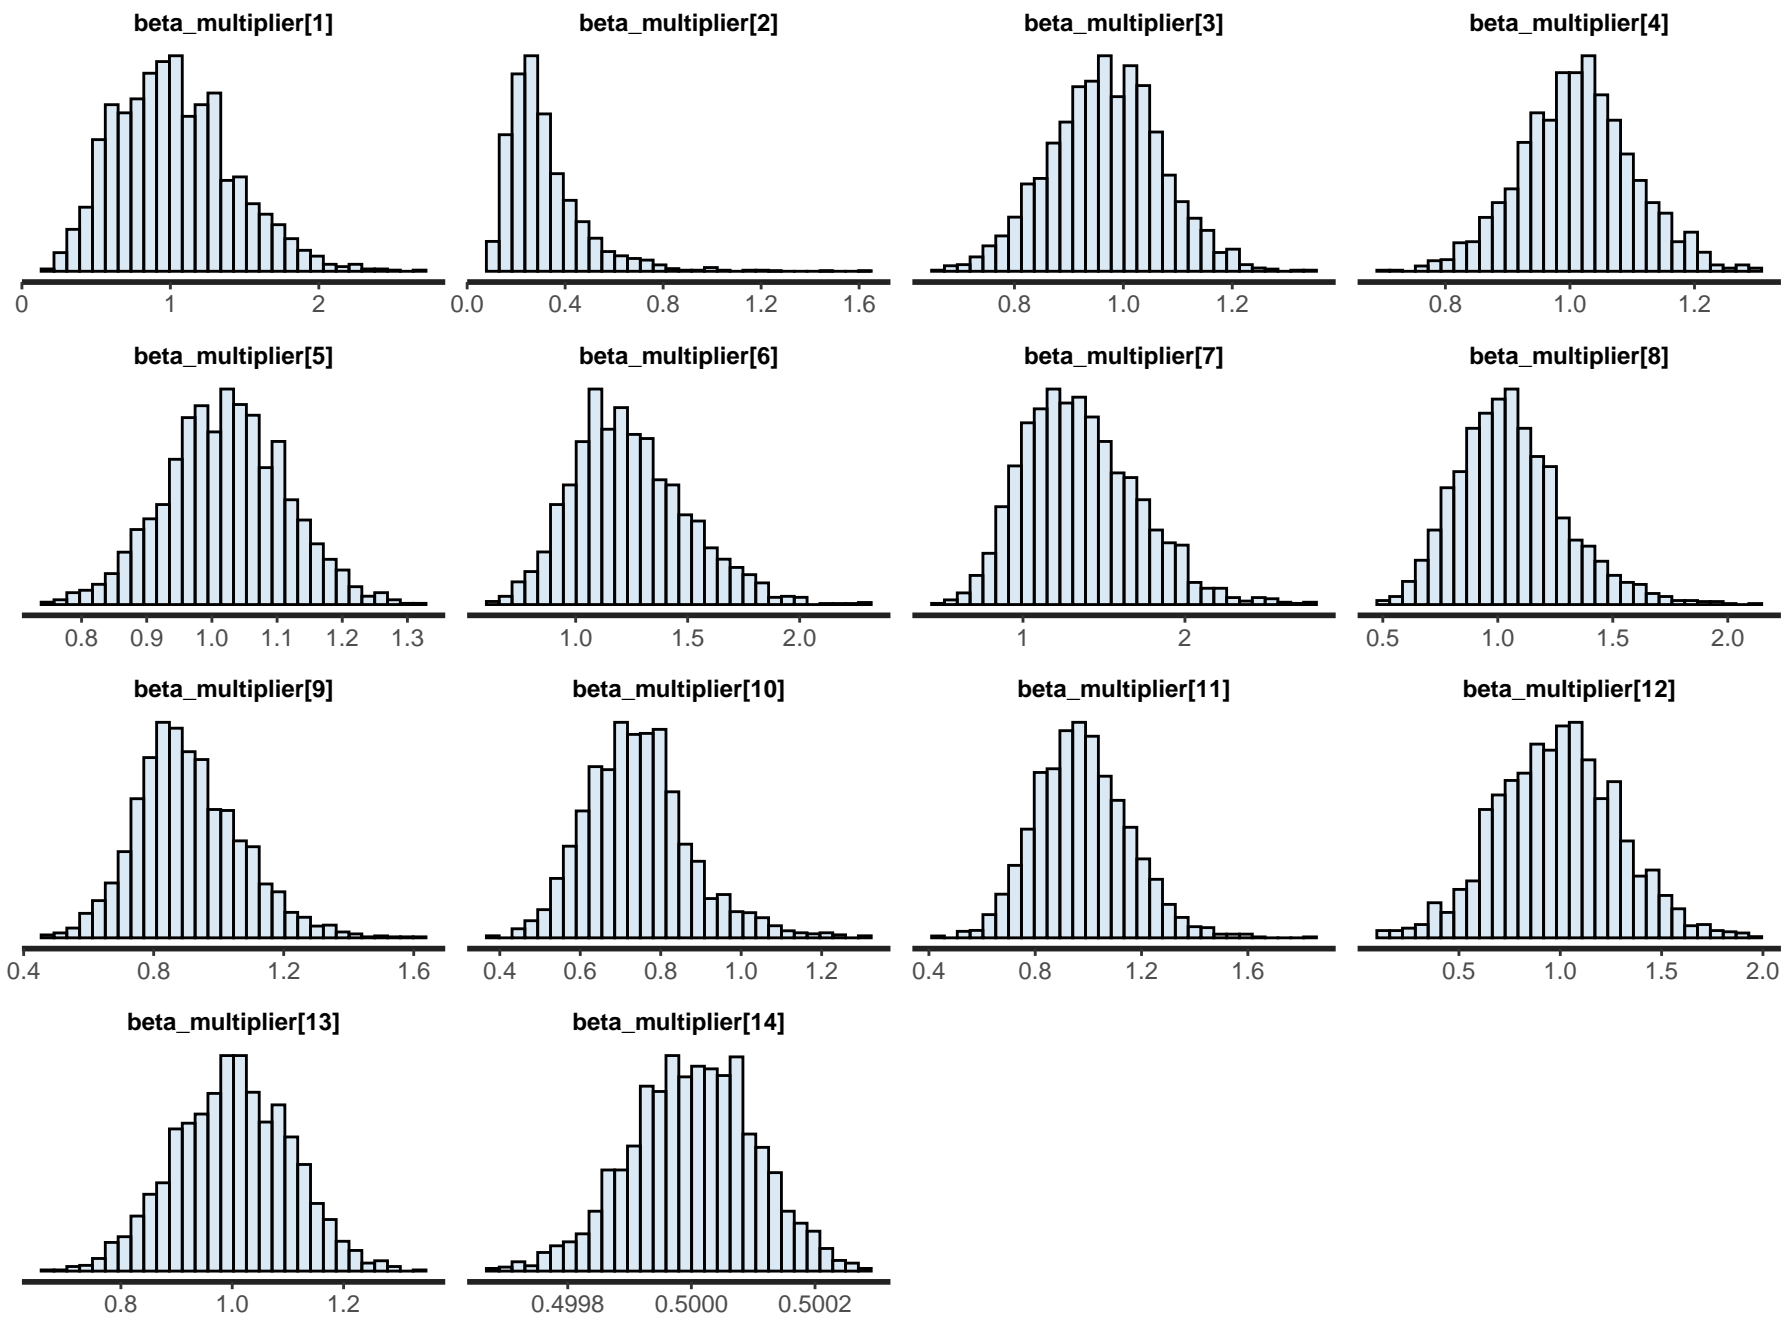 beta_multiplier[1] beta_multiplier[2] beta_multiplier[3] beta_multiplier[4]
0 1 2 0.0 0.4 0.8 1.2 1.6 0.8 1.0 1.2 0.8 1.0 1.2
beta_multiplier[5] beta_multiplier[6] beta_multiplier[7] beta_multiplier[8]
0.8 0.9 1.0 1.1 1.2 1.3 1.0 1.5 2.0 1 2 0.5 1.0 1.5 2.0
beta_multiplier[9] beta_multiplier[10] beta_multiplier[11] beta_multiplier[12]
0.4 0.8 1.2 1.6 0.4 0.6 0.8 1.0 1.2 0.4 0.8 1.2 1.6 0.5 1.0 1.5 2.0
beta_multiplier[13] beta_multiplier[14]
0.8 1.0 1.2 0.4998 0.5000 0.5002